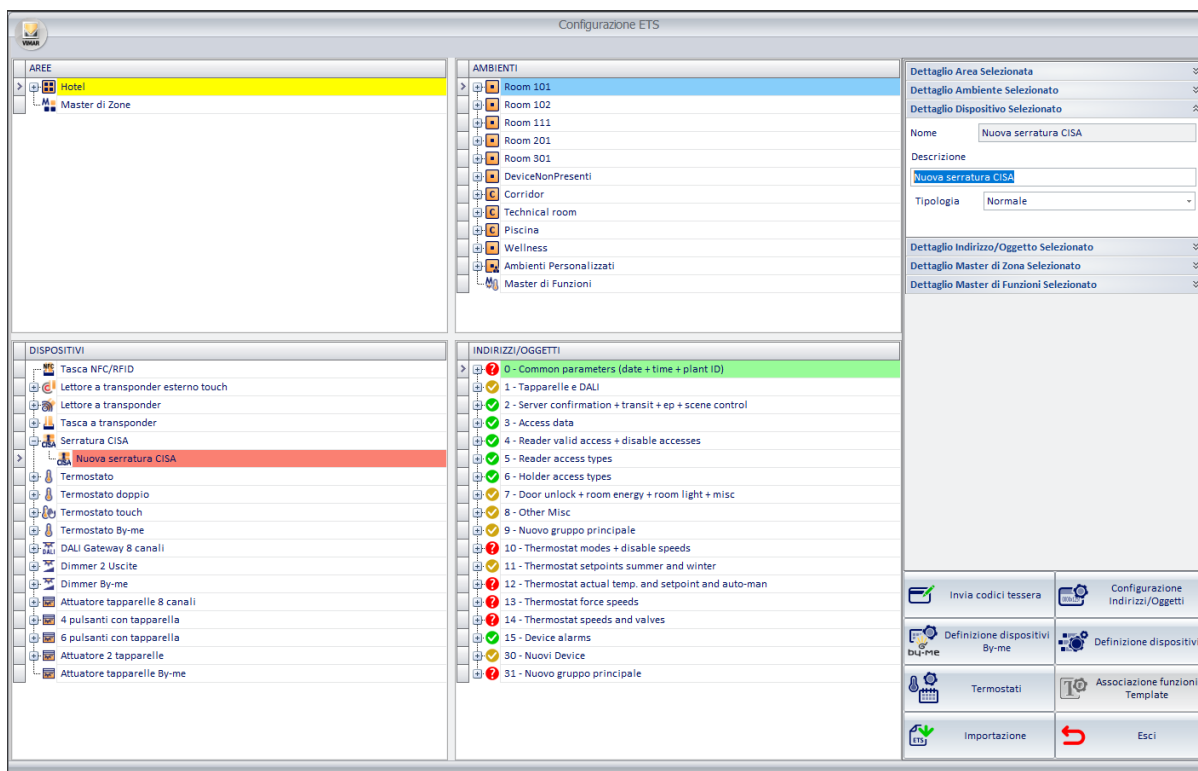 Configurazione ETS
VIMAR
AREE
Hotel
Master di Zone
AMBIENTI
Room 101
Room 102
Room 111
Room 201
Room 301
DeviceNonPresenti
C Corridor
C Technical room
C Piscina
Wellness
Ambienti Personalizzati
Master di Funzioni
Dettaglio Area Selezionata
Dettaglio Ambiente Selezionato
Dettaglio Dispositivo Selezionato
Nome Nuova serratura CISA
Descrizione
Nuova serratura CISA
Tipologia Normale
Dettaglio Indirizzo/Oggetto Selezionato
Dettaglio Master di Zona Selezionato
Dettaglio Master di Funzioni Selezionato
DISPOSITIVI
NFC Tasca NFC/RFID
Lettore a transponder esterno touch
Lettore a transponder
Tasca a transponder
CISA Serratura CISA
CISA Nuova serratura CISA
Termostato
Termostato doppio
Termostato touch
Termostato By-me
DALI DALI Gateway 8 canali
Dimmer 2 Uscite
Dimmer By-me
Attuatore tapparelle 8 canali
4 pulsanti con tapparella
6 pulsanti con tapparella
Attuatore 2 tapparelle
Attuatore tapparelle By-me
INDIRIZZI/OGGETTI
0 - Common parameters (date + time + plant ID)
1 - Tapparelle e DALI
2 - Server confirmation + transit + ep + scene control
3 - Access data
4 - Reader valid access + disable accesses
5 - Reader access types
6 - Holder access types
7 - Door unlock + room energy + room light + misc
8 - Other Misc
9 - Nuovo gruppo principale
10 - Thermostat modes + disable speeds
11 - Thermostat setpoints summer and winter
12 - Thermostat actual temp. and setpoint and auto-man
13 - Thermostat force speeds
14 - Thermostat speeds and valves
15 - Device alarms
30 - Nuovi Device
31 - Nuovo gruppo principale
Invia codici tessera
Configurazione
Indirizzi/Oggetti
by-me
Definizione dispositivi
By-me
Definizione dispositivi
Termostati
Associazione funzioni
Template
ETS
Importazione
Esci